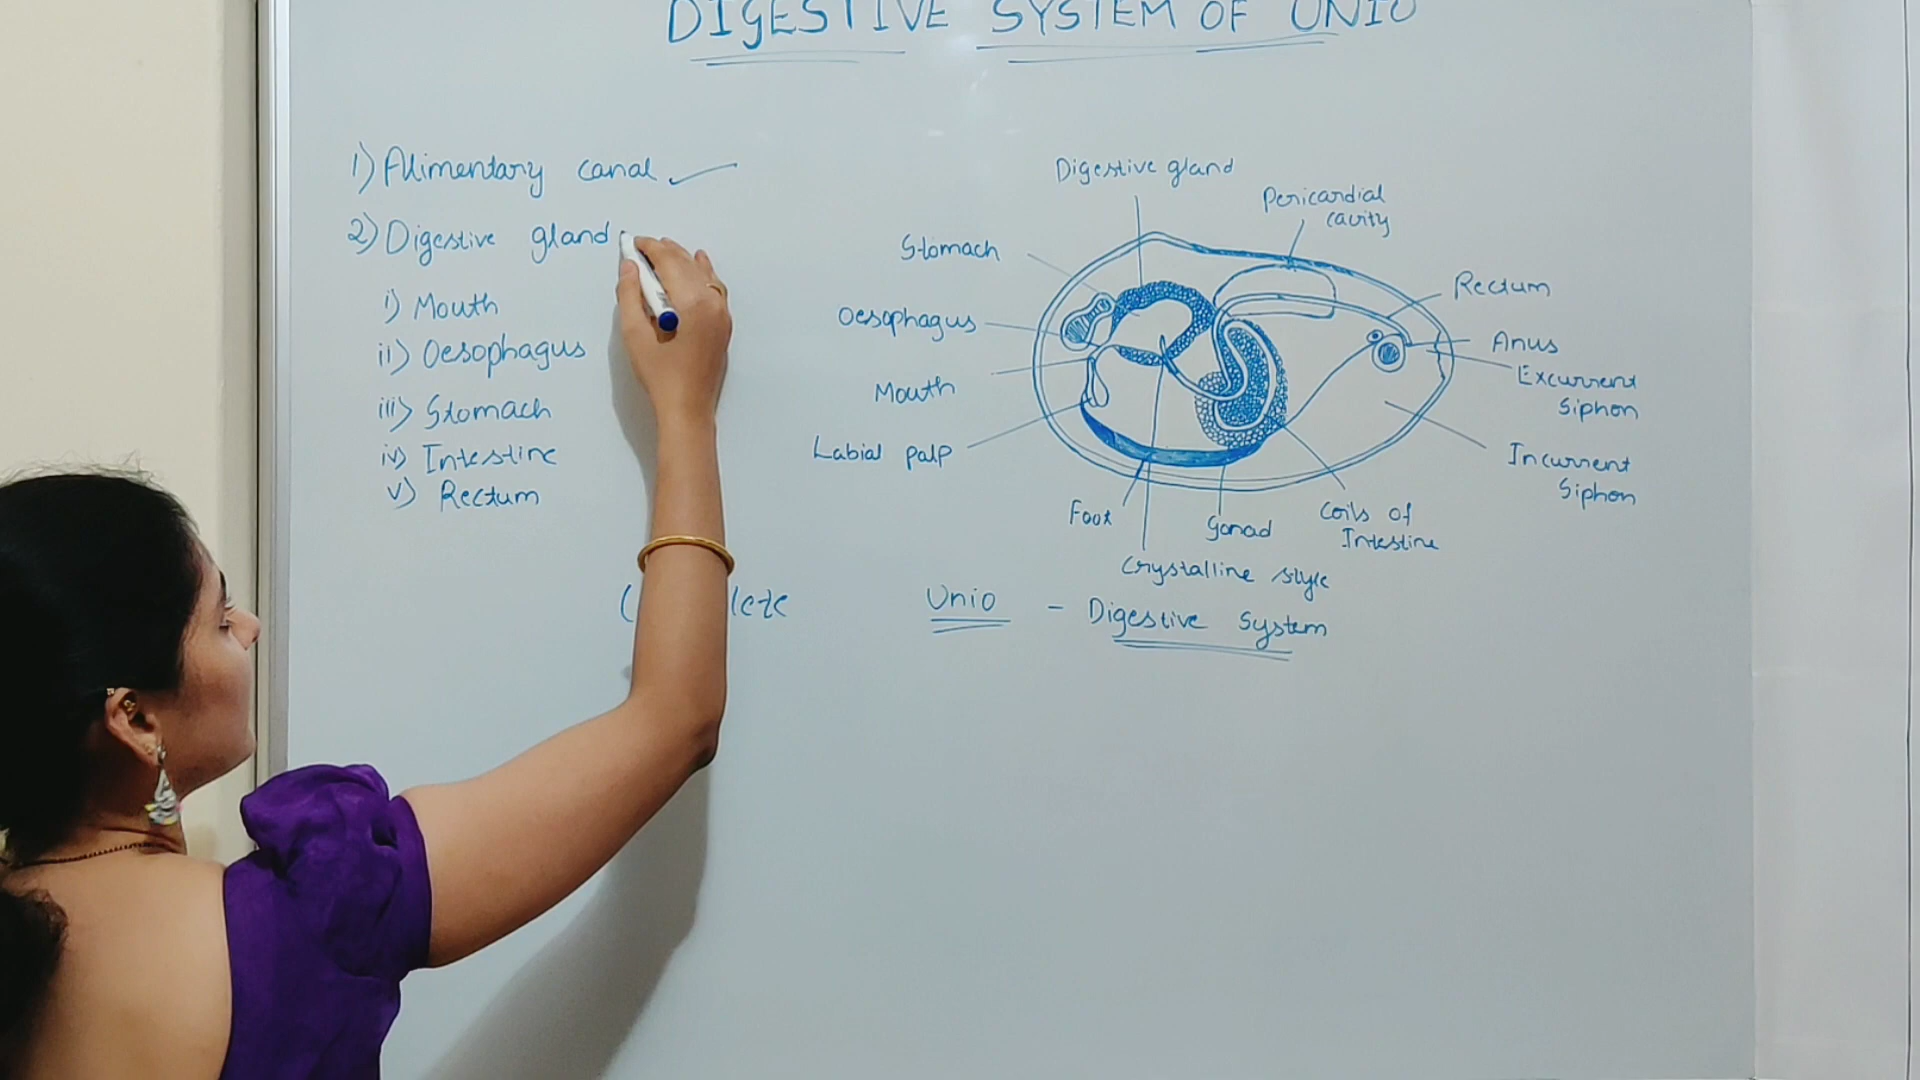 DIGESTIVE SYSTEM OF UNIO
1) Alimentary canal
2) Digestive gland
i) Mouth
ii) Oesophagus
iii) Stomach
iv) Intestine
v) Rectum
Digestive gland
Pericardial
cavity
Stomach
Rectum
Oesophagus
Anus
Excurrent
Siphon
Mouth
Labial palp
Incurrent
Siphon
Foot
Gonad
Coils of
Intestine
Crystalline style
Unio - Digestive System